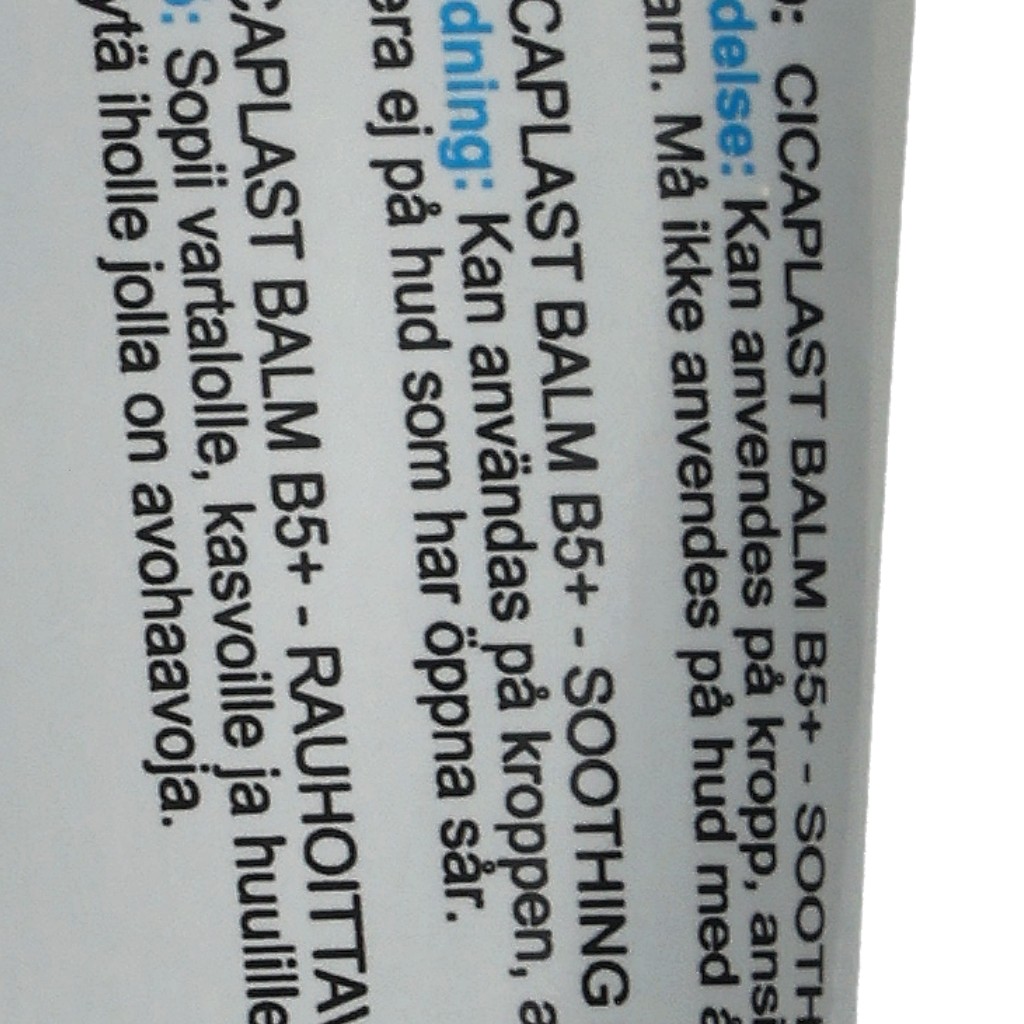 : CICAPLAST BALM B5+ - SOOTH
delse: Kan anvendes på kropp, ansi
arn. Må ikke anvendes på hud med å
CAPLAST BALM B5+ - SOOTHING
dning: Kan användas på kroppen, a
era ej på hud som har öppna sår.
CAPLAST BALM B5+ - RAUHOITTAV
: Sopii vartalolle, kasvoille ja huulille
ytä iholle jolla on avohaavoja.